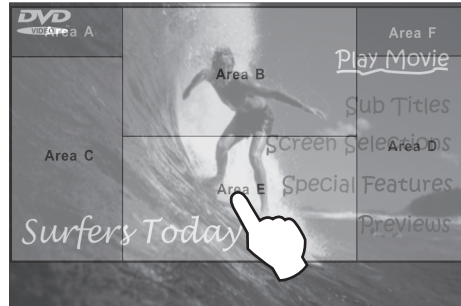 DVD
VIDEO
Area A
Area F
Play Movie
Area B
Sub Titles
Screen Selections
Area D
Area C
Area E
Special Features
Surfers Today
Previews